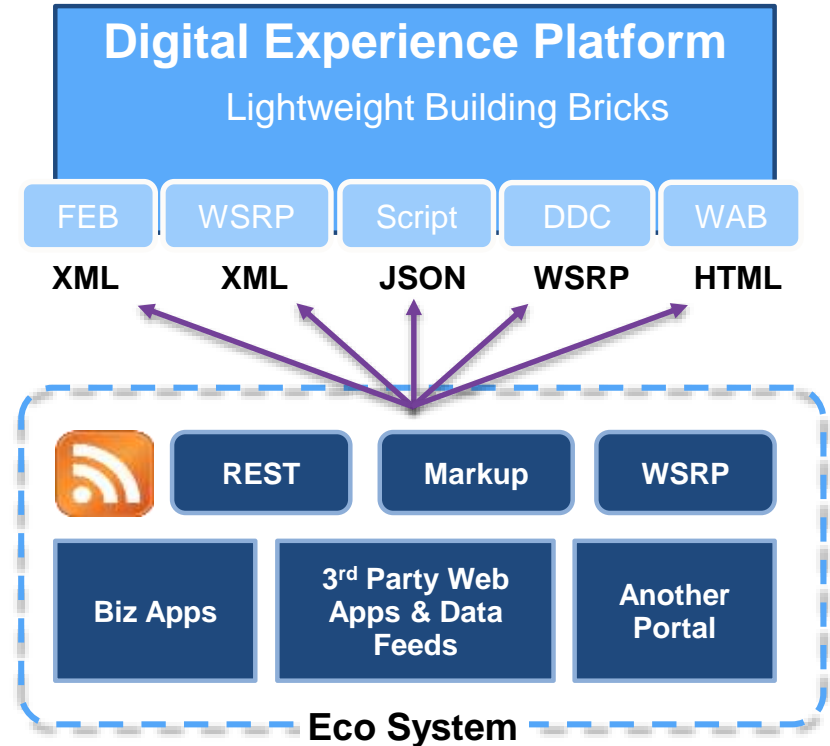 Digital Experience Platform
Lightweight Building Bricks
FEB WSRP Script DDC WAB
XML XML JSON WSRP HTML
REST Markup WSRP
Biz Apps
3rd Party Web
Apps & Data
Feeds
Another
Portal
Eco System